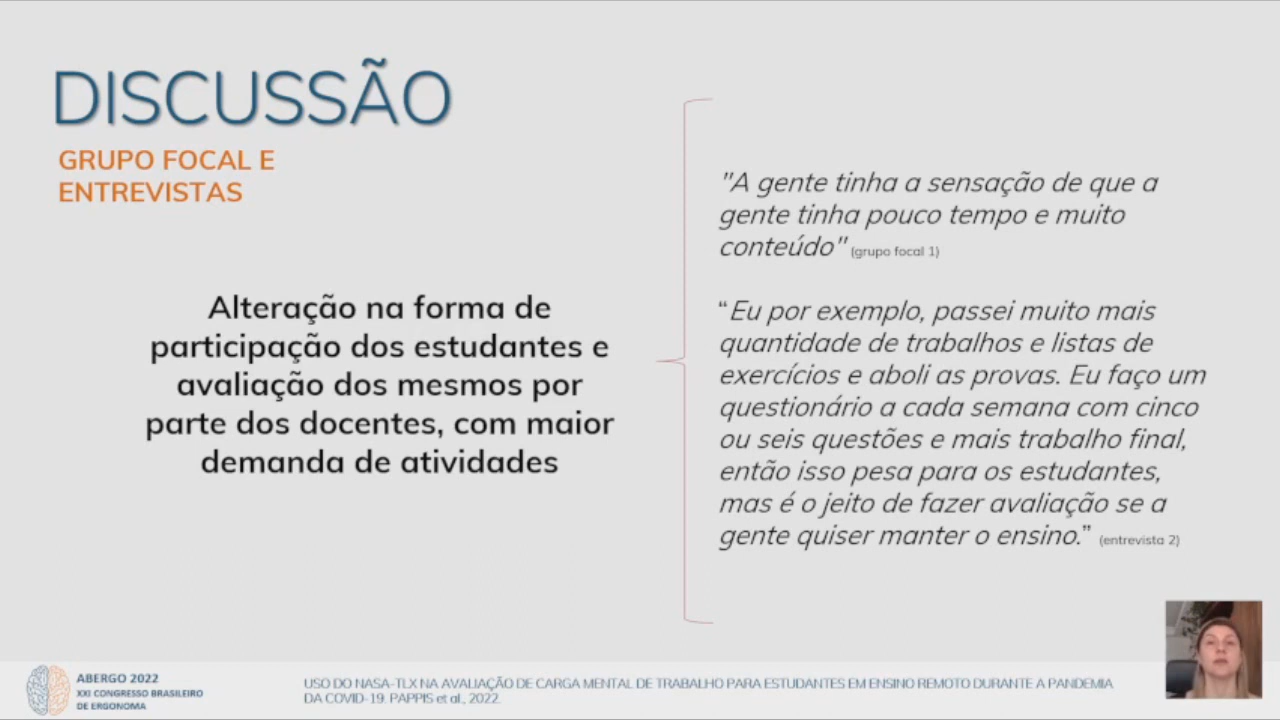 DISCUSSÃO
GRUPO FOCAL E
ENTREVISTAS
Alteração na forma de
participação dos estudantes e
avaliação dos mesmos por
parte dos docentes, com maior
demanda de atividades
"A gente tinha a sensação de que a
gente tinha pouco tempo e muito
conteúdo" (grupo focal 1)
“Eu por exemplo, passei muito mais
quantidade de trabalhos e listas de
exercícios e aboli as provas. Eu faço um
questionário a cada semana com cinco
ou seis questões e mais trabalho final,
então isso pesa para os estudantes,
mas é o jeito de fazer avaliação se a
gente quiser manter o ensino.” (entrevista 2)
ABERGO 2022
XXI CONGRESSO BRASILEIRO
DE ERGONOMA
USO DO NASA-TLX NA AVALIAÇÃO DE CARGA MENTAL DE TRABALHO PARA ESTUDANTES EM ENSINO REMOTO DURANTE A PANDEMIA
DA COVID-19. PAPPIS et al., 2022.